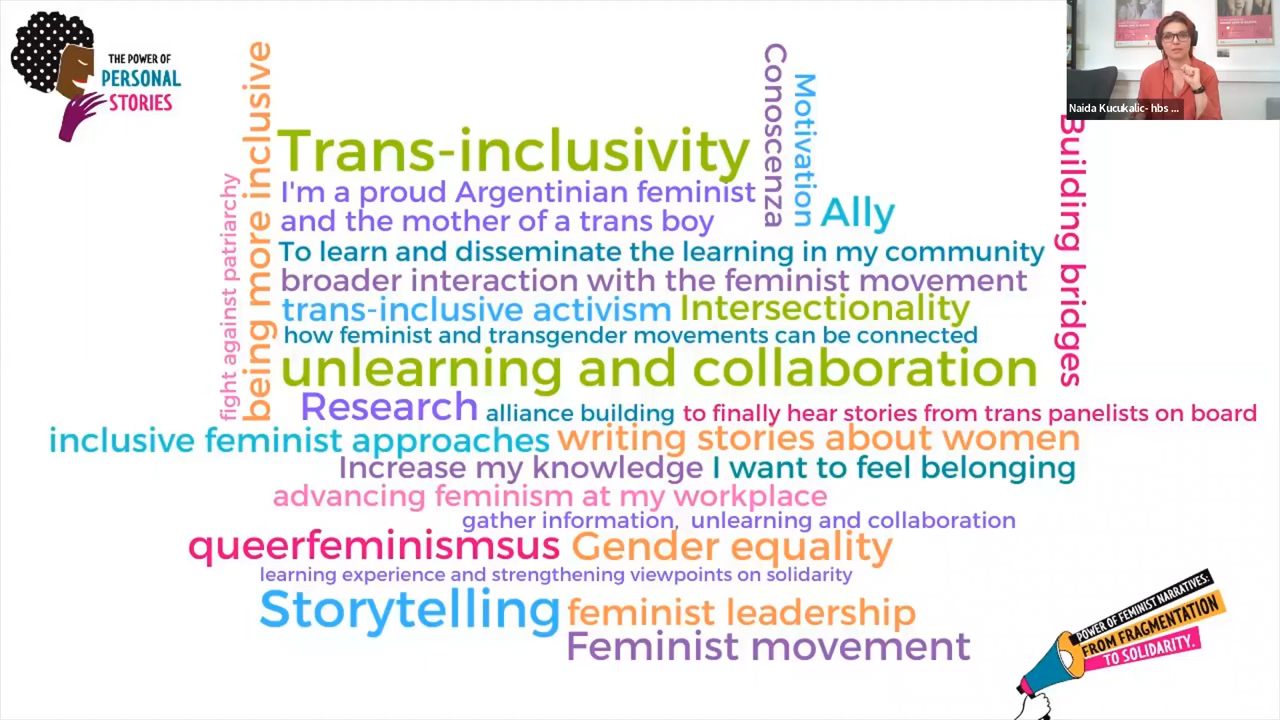 THE POWER OF
PERSONAL
STORIES
Naida Kucukalic- hbs ...
fight against patriarchy
being more inclusive
Trans-inclusivity
Conoscenza
Motivation
Ally
Building bridges
I'm a proud Argentinian feminist
and the mother of a trans boy
To learn and disseminate the learning in my community
broader interaction with the feminist movement
trans-inclusive activism
Intersectionality
how feminist and transgender movements can be connected
unlearning and collaboration
Research
alliance building
to finally hear stories from trans panelists on board
inclusive feminist approaches
writing stories about women
Increase my knowledge
I want to feel belonging
advancing feminism at my workplace
gather information, unlearning and collaboration
queerfeminismsus
Gender equality
learning experience and strengthening viewpoints on solidarity
Storytelling
feminist leadership
Feminist movement
POWER OF FEMINIST NARRATIVES:
FROM FRAGMENTATION
TO SOLIDARITY.